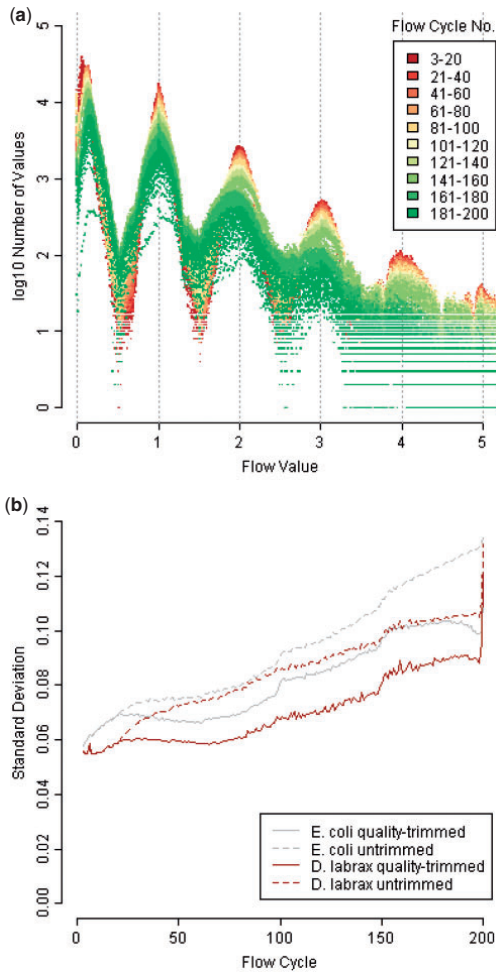 (a)
Flow Cycle No.
3-20
21-40
41-60
61-80
81-100
101-120
121-140
141-160
161-180
181-200
log10 Number of Values
5
4
3
2
1
0
0 1 2 3 4 5
Flow Value
(b)
Standard Deviation
0.14
0.12
0.10
0.08
0.06
0.04
0.02
0.00
E. coli quality-trimmed
E. coli untrimmed
D. labrax quality-trimmed
D. labrax untrimmed
0 50 100 150 200
Flow Cycle